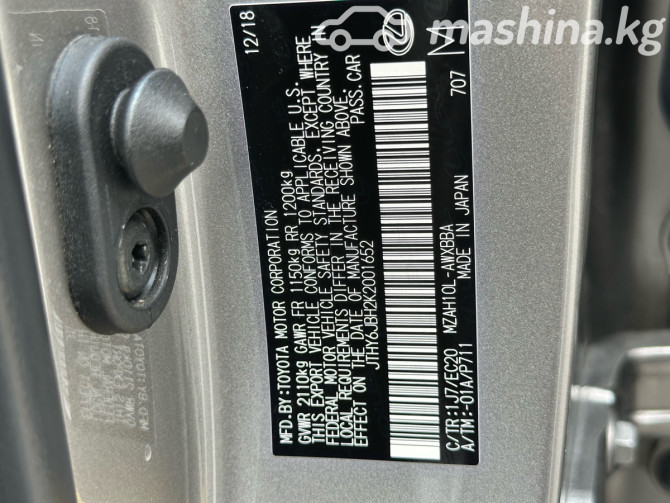 mashina.kg
MFD.BY:TOYOTA MOTOR CORPORATION 12/18
GVWR 2110kg GAWR FR 1150kg RR 1200kg
THIS EXPORT VEHICLE CONFORMS TO APPLICABLE U.S.
FEDERAL MOTOR VEHICLE SAFETY STANDARDS, EXCEPT WHERE
LOCAL REQUIREMENTS DIFFER IN THE RECEIVING COUNTRY IN
EFFECT ON THE DATE OF MANUFACTURE SHOWN ABOVE.
JTHY6JBH2K2001652 PASS.CAR
C/TR:1J7/EC20 MZAH10L-AWXBBA 707
A/TM:-01A/P711 MADE IN JAPAN